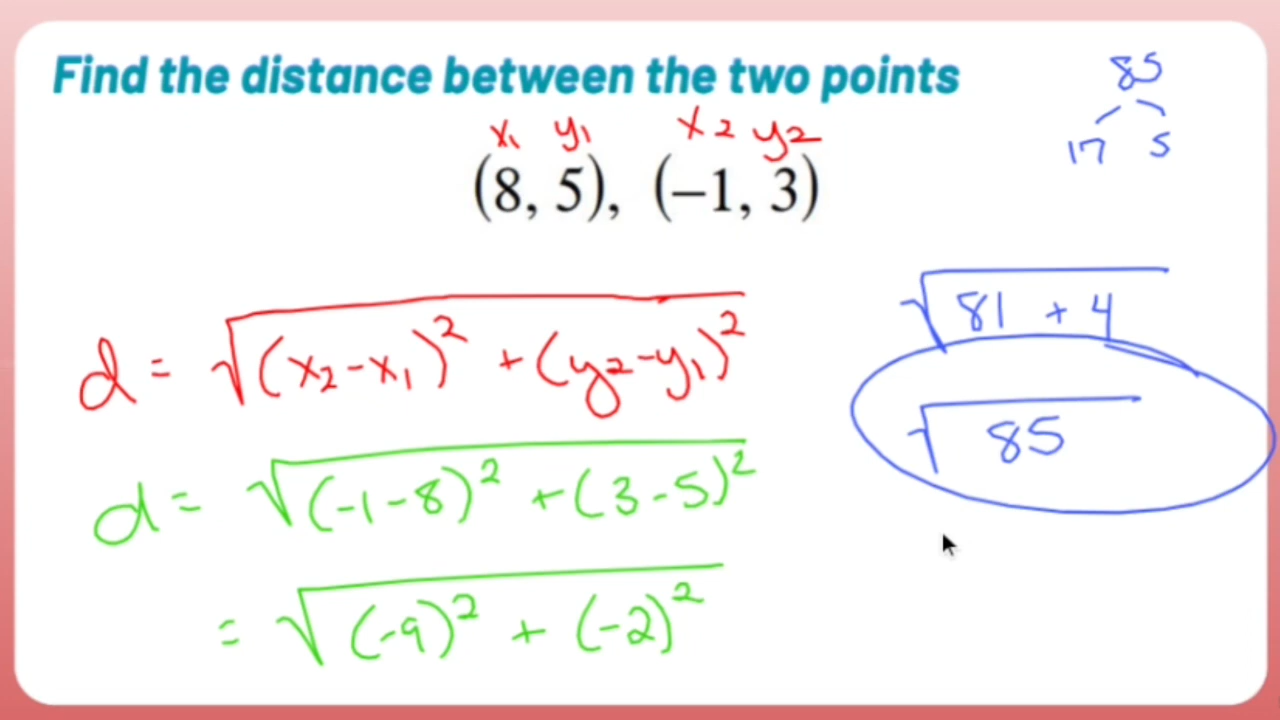 Find the distance between the two points
85
17 5
x₁ y₁ x₂ y₂
(8, 5), (−1, 3)
d = √(x₂-x₁)² + (y₂-y₁)²
d = √(-1-8)² + (3-5)²
= √(-9)² + (-2)²
√81 + 4
√85